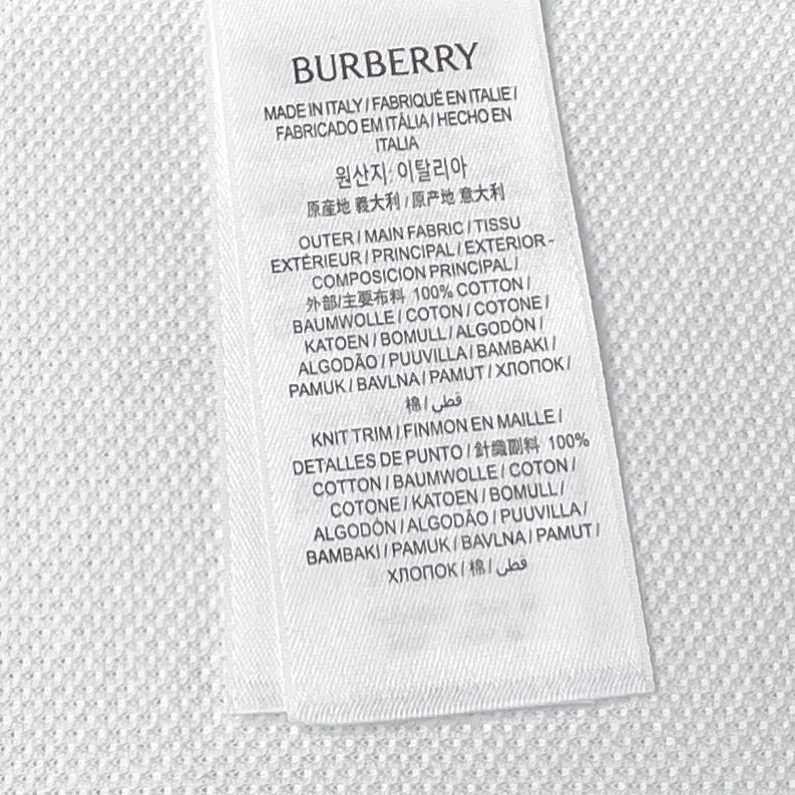 BURBERRY
MADE IN ITALY / FABRIQUÉ EN ITALIE /
FABRICADO EM ITÁLIA / HECHO EN
ITALIA
원산지: 이탈리아
原産地 義大利 / 原产地 意大利
OUTER / MAIN FABRIC / TISSU
EXTÉRIEUR / PRINCIPAL / EXTERIOR -
COMPOSICION PRINCIPAL /
外部/主要布料 100% COTTON /
BAUMWOLLE / COTON / COTONE /
KATOEN / BOMULL / ALGODÓN /
ALGODÃO / PUUVILLA / BAMBAKI /
PAMUK / BAVLNA / PAMUT / ХЛОПОК /
棉 / قطن
KNIT TRIM / FINMON EN MAILLE /
DETALLES DE PUNTO / 針織副料 100%
COTTON / BAUMWOLLE / COTON /
COTONE / KATOEN / BOMULL /
ALGODÓN / ALGODÃO / PUUVILLA /
BAMBAKI / PAMUK / BAVLNA / PAMUT /
ХЛОПОК / 棉 / قطن